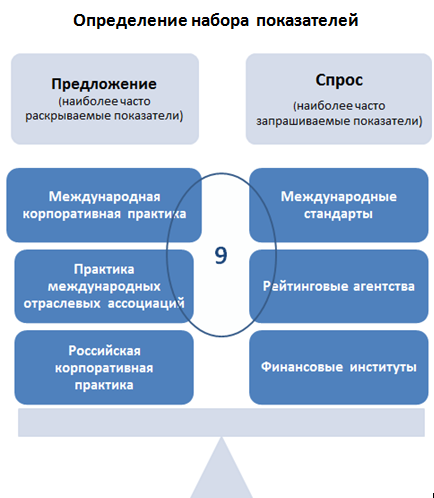 Определение набора показателей
Предложение
(наиболее часто
раскрываемые показатели)
Спрос
(наиболее часто
запрашиваемые показатели)
Международная
корпоративная практика
Международные
стандарты
9
Практика
международных
отраслевых ассоциаций
Рейтинговые агентства
Российская
корпоративная
практика
Финансовые институты